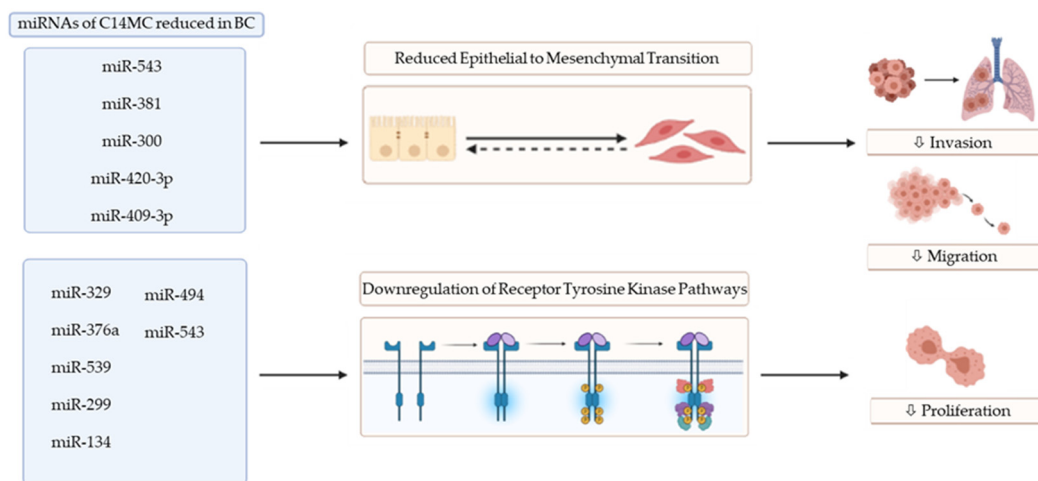 miRNAs of C14MC reduced in BC
miR-543
miR-381
miR-300
miR-420-3p
miR-409-3p
Reduced Epithelial to Mesenchymal Transition
⇩ Invasion
⇩ Migration
miR-329
miR-376a
miR-539
miR-299
miR-134
miR-494
miR-543
Downregulation of Receptor Tyrosine Kinase Pathways
⇩ Proliferation